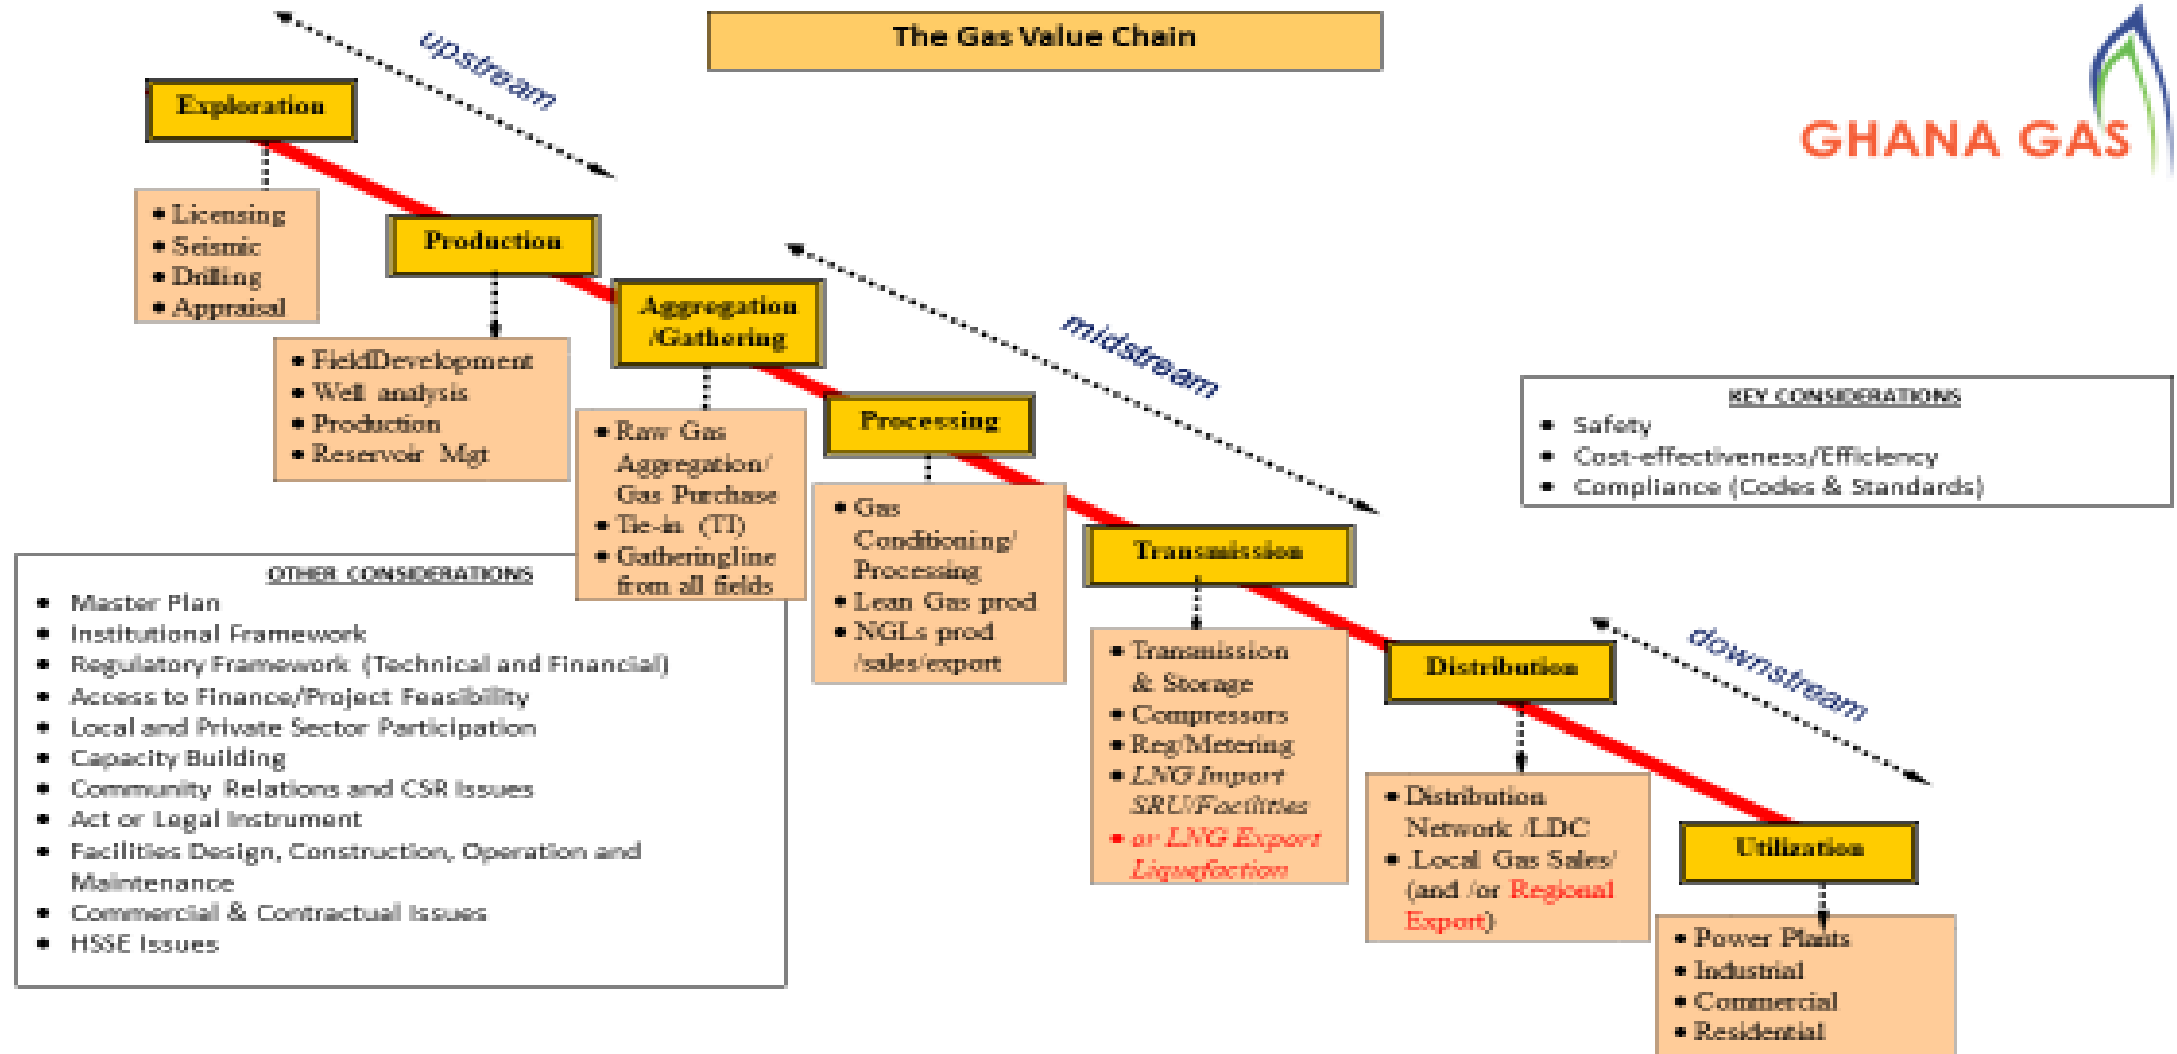 The Gas Value Chain
GHANA GAS
upstream
Exploration
• Licensing
• Seismic
• Drilling
• Appraisal
Production
• FieldDevelopment
• Well analysis
• Production
• Reservoir Mgt
midstream
Aggregation
/Gathering
• Raw Gas
Aggregation/
Gas Purchase
• Tie-in (TI)
• Gatheringline
from all fields
Processing
• Gas
Conditioning/
Processing
• Lean Gas prod
• NGLs prod
/sales/export
Transmission
• Transmission
& Storage
• Compressors
• Reg/Metering
• LNG Import
SRU/Facilities
• or LNG Export
Liquefaction
downstream
Distribution
• Distribution
Network /LDC
• .Local Gas Sales/
(and /or Regional
Export)
Utilization
• Power Plants
• Industrial
• Commercial
• Residential
KEY CONSIDERATIONS
• Safety
• Cost-effectiveness/Efficiency
• Compliance (Codes & Standards)
OTHER CONSIDERATIONS
• Master Plan
• Institutional Framework
• Regulatory Framework (Technical and Financial)
• Access to Finance/Project Feasibility
• Local and Private Sector Participation
• Capacity Building
• Community Relations and CSR Issues
• Act or Legal Instrument
• Facilities Design, Construction, Operation and
Maintenance
• Commercial & Contractual Issues
• HSSE Issues